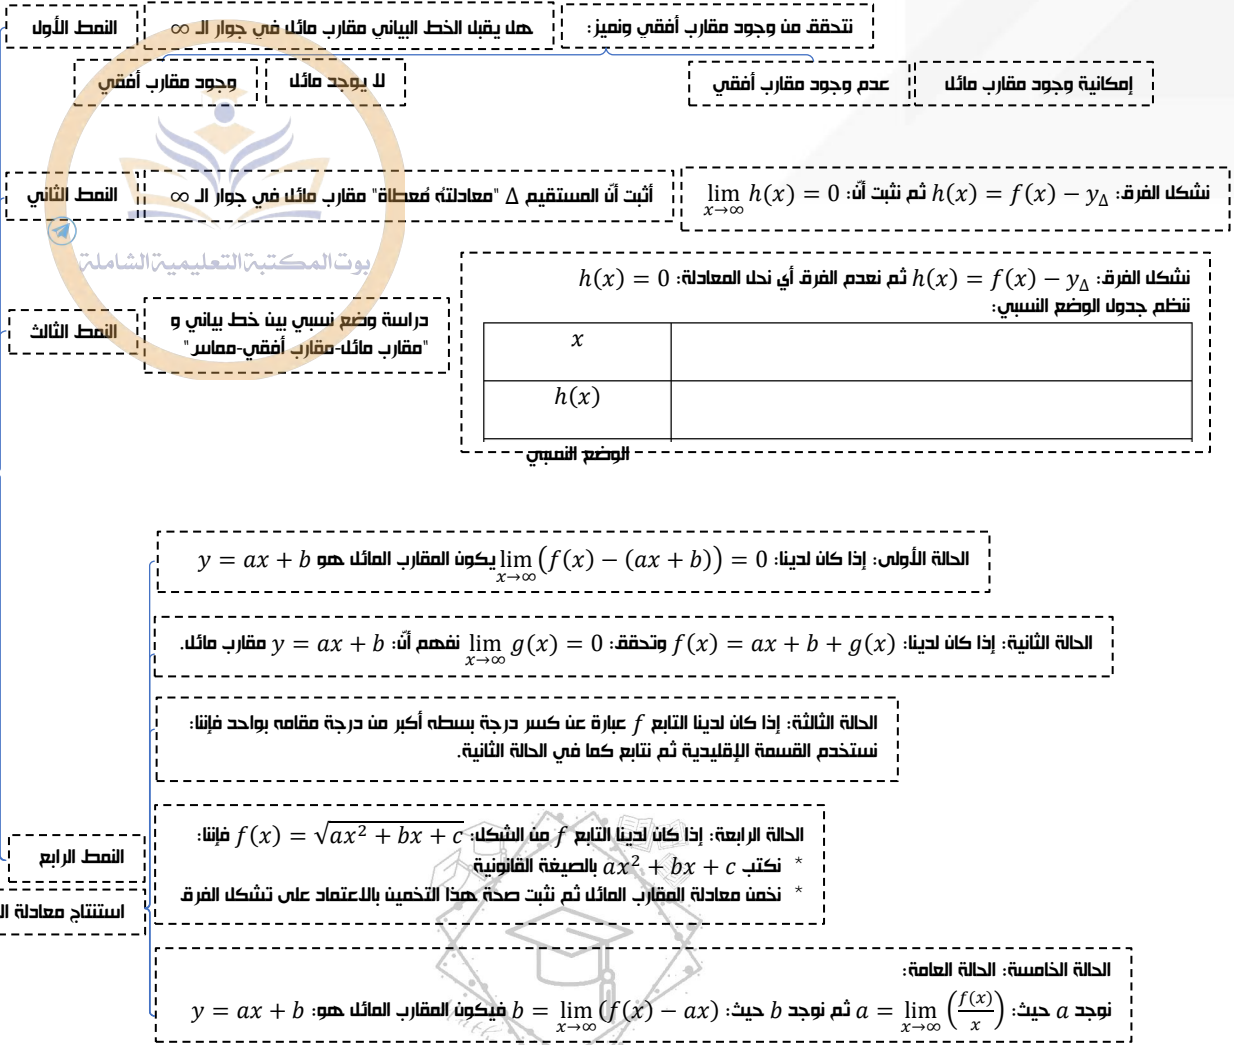 النمط الأول
هل يقبل الخط البياني مقارب مائل في جوار الـ ∞
نتحقق من وجود مقارب أفقي ونميز:
وجود مقارب أفقي
لا يوجد مائل
عدم وجود مقارب أفقي
إمكانية وجود مقارب مائل
النمط الثاني
أثبت أنّ المستقيم Δ "معادلتهُ مُعطاة" مقارب مائل في جوار الـ ∞
نشكل الفرق: h(x) = f(x) − y_Δ ثم نثبت أنّ: lim_{x→∞} h(x) = 0
بوت المكتبة التعليمية الشاملة
النمط الثالث
دراسة وضع نسبي بين خط بياني و
"مقارب مائل-مقارب أفقي-مماس"
نشكل الفرق: h(x) = f(x) − y_Δ ثم نعدم الفرق أي نحل المعادلة: h(x) = 0
ننظم جدول الوضع النسبي:
x
h(x)
الوضع النسبي
النمط الرابع
استنتاج معادلة
الحالة الأولى: إذا كان لدينا: lim_{x→∞} (f(x) − (ax + b)) = 0 يكون المقارب المائل هو y = ax + b
الحالة الثانية: إذا كان لدينا: f(x) = ax + b + g(x) وتحقق: lim_{x→∞} g(x) = 0 نفهم أنّ: y = ax + b مقارب مائل.
الحالة الثالثة: إذا كان لدينا التابع f عبارة عن كسر درجة بسطه أكبر من درجة مقامه بواحد فإننا:
نستخدم القسمة الإقليدية ثم نتابع كما في الحالة الثانية.
الحالة الرابعة: إذا كان لدينا التابع f من الشكل: f(x) = √(ax² + bx + c) فإننا:
* نكتب ax² + bx + c بالصيغة القانونية
* نخمن معادلة المقارب المائل ثم نثبت صحة هذا التخمين بالاعتماد على تشكل الفرق
الحالة الخامسة: الحالة العامة:
نوجد a حيث: a = lim_{x→∞} (f(x)/x) ثم نوجد b حيث: b = lim_{x→∞} (f(x) − ax) فيكون المقارب المائل هو: y = ax + b